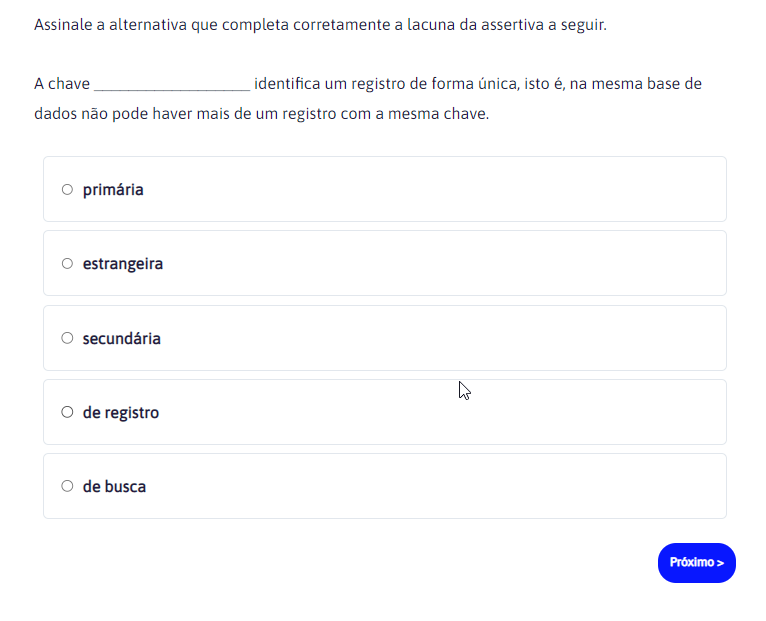 Assinale a alternativa que completa corretamente a lacuna da assertiva a seguir.
A chave ___________________ identifica um registro de forma única, isto é, na mesma base de
dados não pode haver mais de um registro com a mesma chave.
primária
estrangeira
secundária
de registro
de busca
Próximo >